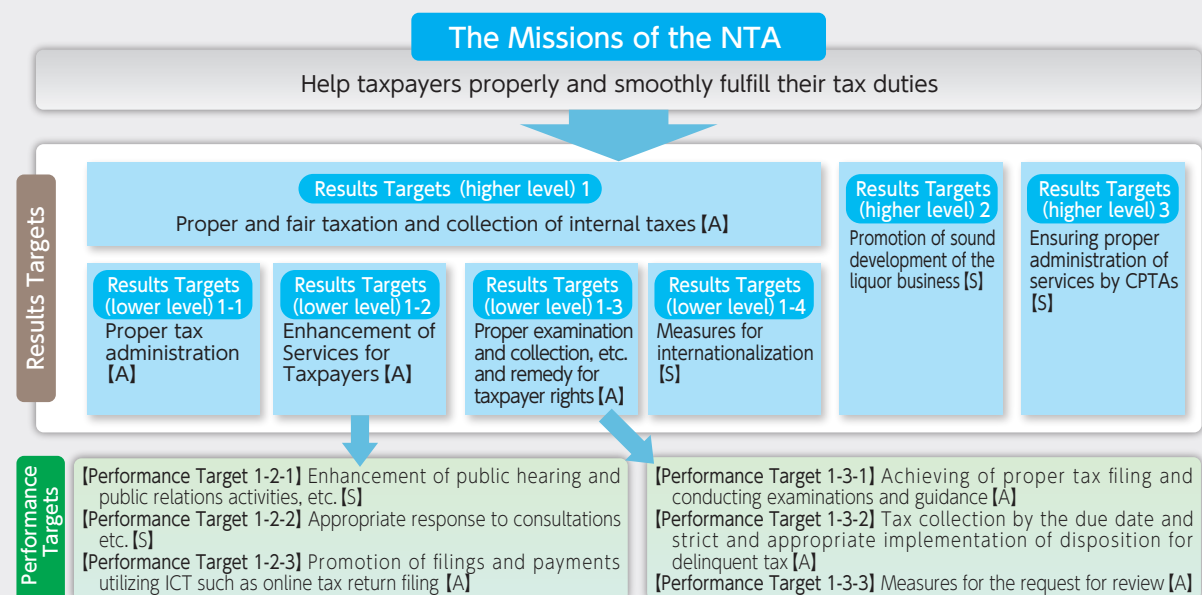 The Missions of the NTA
Help taxpayers properly and smoothly fulfill their tax duties
Results Targets
Results Targets (higher level) 1
Proper and fair taxation and collection of internal taxes【A】
Results Targets
(lower level) 1-1
Proper tax
administration
【A】
Results Targets
(lower level) 1-2
Enhancement of
Services for
Taxpayers【A】
Results Targets
(lower level) 1-3
Proper examination
and collection, etc.
and remedy for
taxpayer rights【A】
Results Targets
(lower level) 1-4
Measures for
internationalization
【S】
Results Targets
(higher level) 2
Promotion of sound
development of the
liquor business【S】
Results Targets
(higher level) 3
Ensuring proper
administration of
services by CPTAs
【S】
Performance
Targets
【Performance Target 1-2-1】Enhancement of public hearing and
public relations activities, etc.【S】
【Performance Target 1-2-2】Appropriate response to consultations
etc.【S】
【Performance Target 1-2-3】Promotion of filings and payments
utilizing ICT such as online tax return filing【A】
【Performance Target 1-3-1】Achieving of proper tax filing and
conducting examinations and guidance【A】
【Performance Target 1-3-2】Tax collection by the due date and
strict and appropriate implementation of disposition for
delinquent tax【A】
【Performance Target 1-3-3】Measures for the request for review【A】